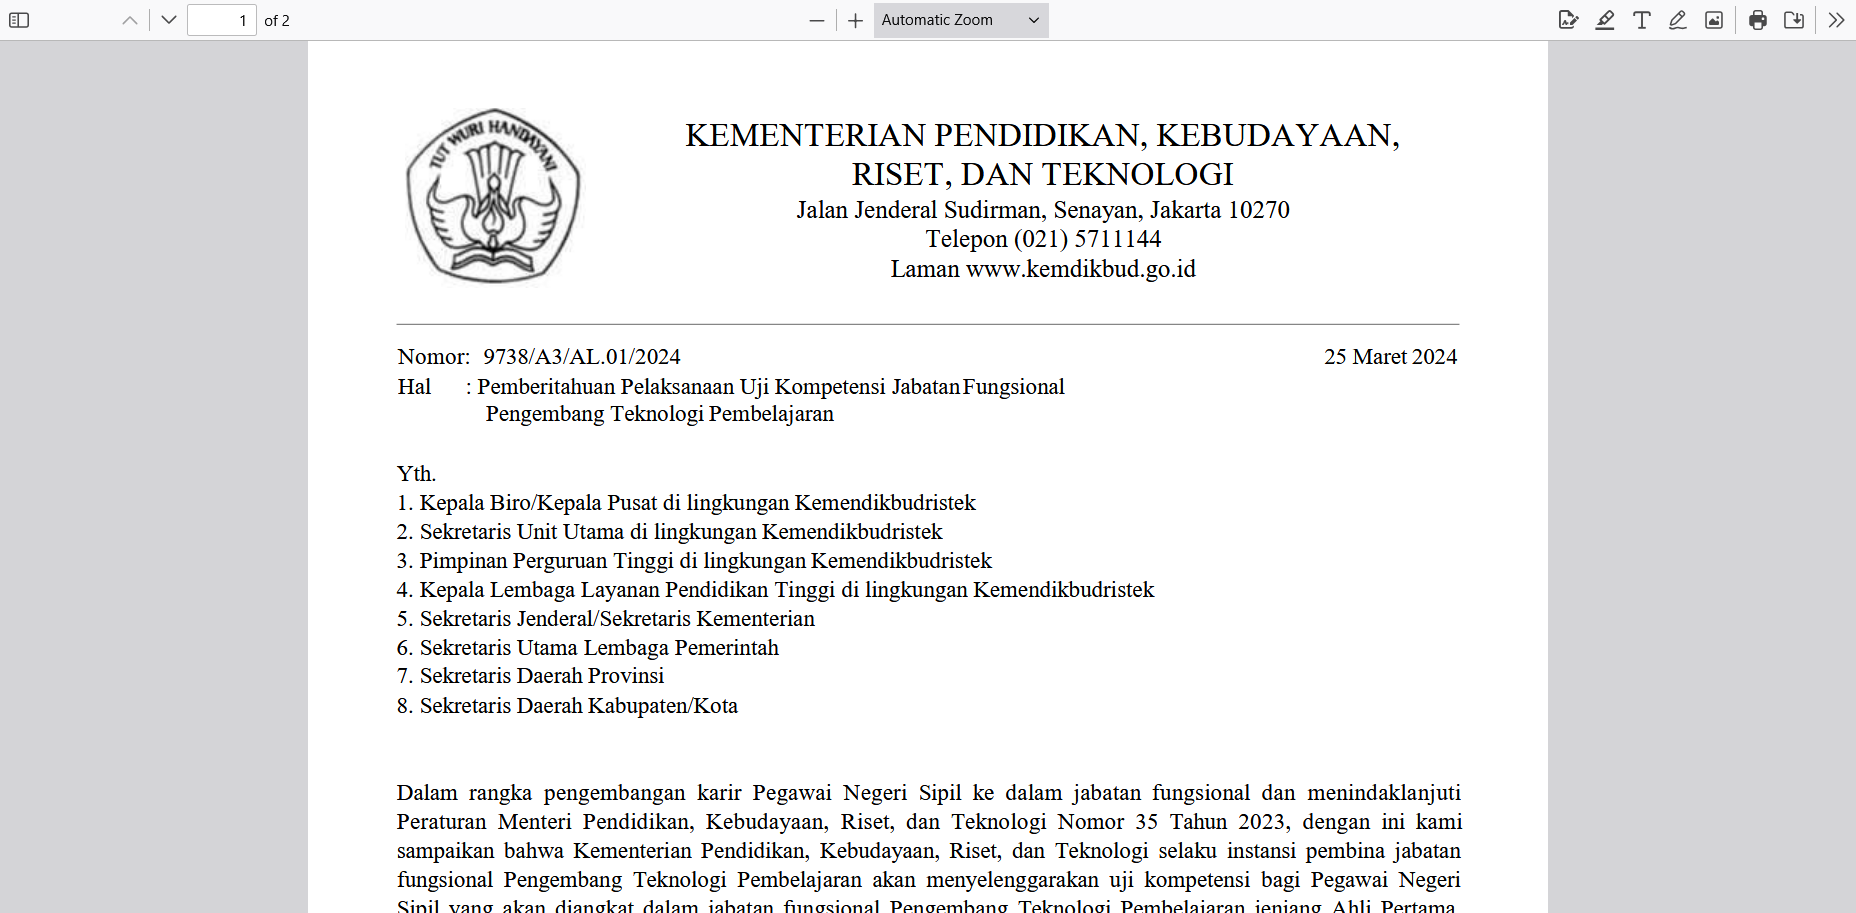 1
of 2
Automatic Zoom
TUT WURI HANDAYANI
KEMENTERIAN PENDIDIKAN, KEBUDAYAAN,
RISET, DAN TEKNOLOGI
Jalan Jenderal Sudirman, Senayan, Jakarta 10270
Telepon (021) 5711144
Laman www.kemdikbud.go.id
Nomor: 9738/A3/AL.01/2024 25 Maret 2024
Hal : Pemberitahuan Pelaksanaan Uji Kompetensi Jabatan Fungsional
Pengembang Teknologi Pembelajaran
Yth.
1. Kepala Biro/Kepala Pusat di lingkungan Kemendikbudristek
2. Sekretaris Unit Utama di lingkungan Kemendikbudristek
3. Pimpinan Perguruan Tinggi di lingkungan Kemendikbudristek
4. Kepala Lembaga Layanan Pendidikan Tinggi di lingkungan Kemendikbudristek
5. Sekretaris Jenderal/Sekretaris Kementerian
6. Sekretaris Utama Lembaga Pemerintah
7. Sekretaris Daerah Provinsi
8. Sekretaris Daerah Kabupaten/Kota
Dalam rangka pengembangan karir Pegawai Negeri Sipil ke dalam jabatan fungsional dan menindaklanjuti
Peraturan Menteri Pendidikan, Kebudayaan, Riset, dan Teknologi Nomor 35 Tahun 2023, dengan ini kami
sampaikan bahwa Kementerian Pendidikan, Kebudayaan, Riset, dan Teknologi selaku instansi pembina jabatan
fungsional Pengembang Teknologi Pembelajaran akan menyelenggarakan uji kompetensi bagi Pegawai Negeri
Sipil yang akan diangkat dalam jabatan fungsional Pengembang Teknologi Pembelajaran jenjang Ahli Pertama,